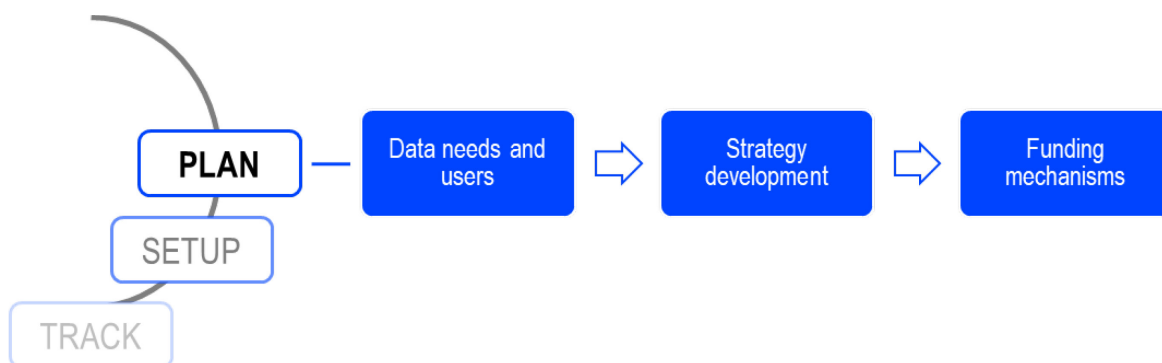 PLAN
Data needs and
users
Strategy
development
Funding
mechanisms
SETUP
TRACK